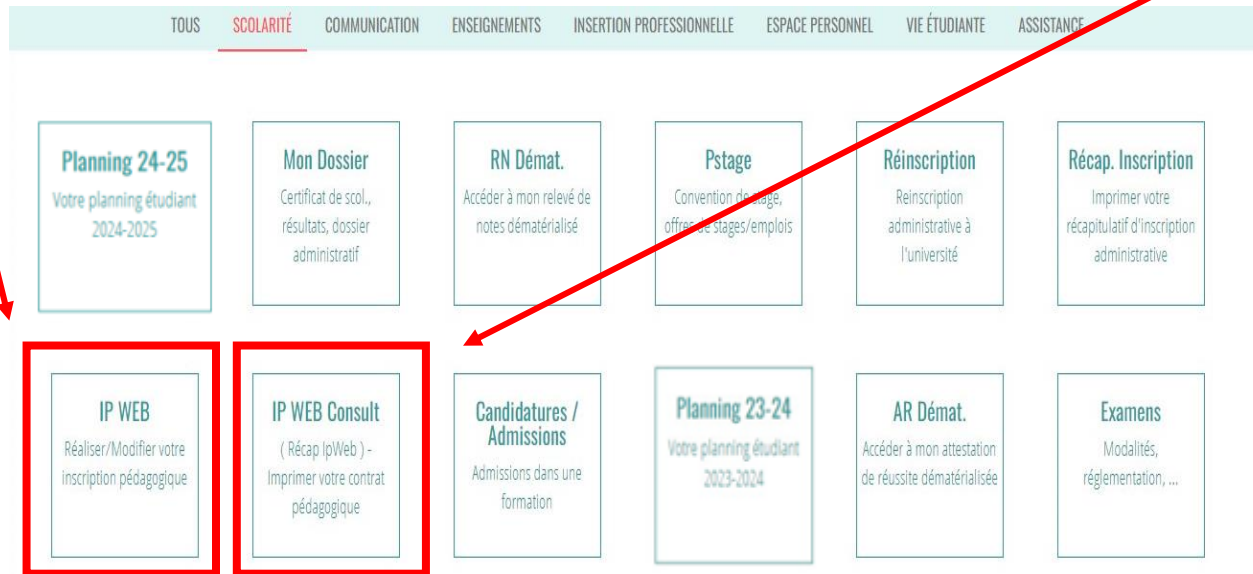 TOUS SCOLARITÉ COMMUNICATION ENSEIGNEMENTS INSERTION PROFESSIONNELLE ESPACE PERSONNEL VIE ÉTUDIANTE ASSISTANCE
Planning 24-25
Votre planning étudiant
2024-2025
Mon Dossier
Certificat de scol.,
résultats, dossier
administratif
RN Démat.
Accéder à mon relevé de
notes dématérialisé
Pstage
Convention de stage,
offres de stages/emplois
Réinscription
Reinscription
administrative à
l'université
Récap. Inscription
Imprimer votre
récapitulatif d'inscription
administrative
IP WEB
Réaliser/Modifier votre
inscription pédagogique
IP WEB Consult
( Récap IpWeb ) -
Imprimer votre contrat
pédagogique
Candidatures /
Admissions
Admissions dans une
formation
Planning 23-24
Votre planning étudiant
2023-2024
AR Démat.
Accéder à mon attestation
de réussite dématérialisée
Examens
Modalités,
réglementation, ...